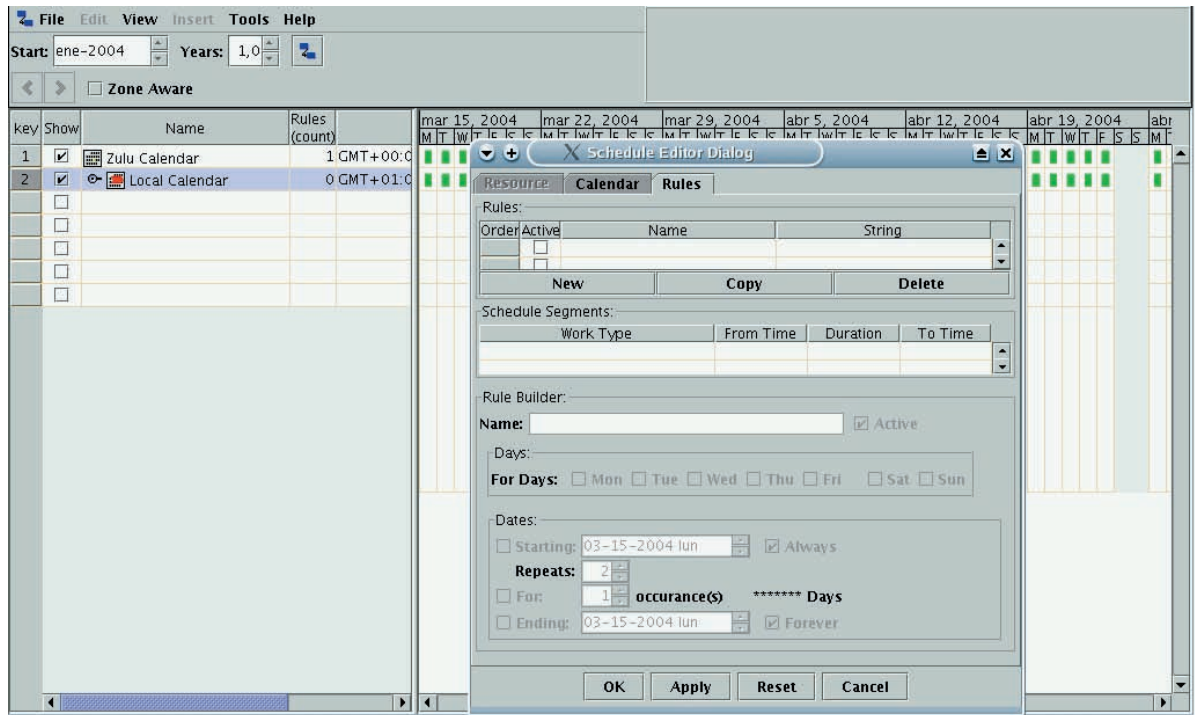 File Edit View Insert Tools Help
Start: ene-2004 Years: 1,0
Zone Aware
key Show Name Rules (count)
mar 15, 2004 mar 22, 2004 mar 29, 2004 abr 5, 2004 abr 12, 2004 abr 19, 2004 abr
M T W T F S S M T W T F S S M T W T F S S M T W T F S S M T W T F S S M T W T F S S M T
1 Zulu Calendar 1 GMT+00:0
2 Local Calendar 0 GMT+01:0
Schedule Editor Dialog
Resource Calendar Rules
Rules:
Order Active Name String
New Copy Delete
Schedule Segments:
Work Type From Time Duration To Time
Rule Builder:
Name: Active
Days:
For Days: Mon Tue Wed Thu Fri Sat Sun
Dates:
Starting: 03-15-2004 lun Always
Repeats: 2
For: 1 occurance(s) ******* Days
Ending: 03-15-2004 lun Forever
OK Apply Reset Cancel